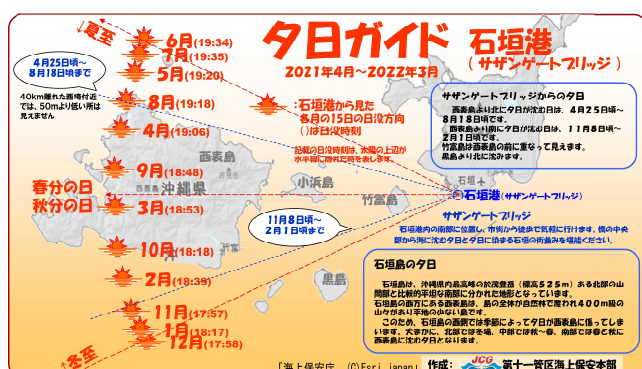 夕日ガイド 石垣港
(サザンゲートブリッジ)
2021年4月～2022年3月
↓夏至
6月(19:34)
7月(19:35)
5月(19:20)
4月25日頃～
8月18日頃まで
40km離れた西崎付近
では、50mより低い所は
見えません
8月(19:18)
4月(19:06)
:石垣港から見た
各月の15日の日没方向
()は日没時刻
記載の日没時刻は、太陽の上辺が
水平線に隠れた時を表します。
サザンゲートブリッジからの夕日
西表島より北に夕日が沈む日は、4月25日頃～
8月18日です。
西表島より南に夕日が沈む日は、11月8日頃～
2月1日頃です。
竹富島は西表島の前に重なって見えます。
黒島より北に沈みます。
9月(18:48)
西表島
西表島
沖縄県
春分の日
秋分の日
3月(18:53)
小浜島
竹富島
石垣
石垣港(サザンゲートブリッジ)
サザンゲートブリッジ
石垣港内の南部に位置し、市街から徒歩で気軽に行けます。橋の中央
部から海に沈む夕日と夕日に染まる石垣の街並みを堪能ください。
11月8日頃～
2月1日頃まで
10月(18:18)
竹富
2月(18:39)
黒島
11月(17:57)
1月(18:17)
12月(17:58)
↑冬至
石垣島の夕日
石垣島は、沖縄県内最高峰の於茂登岳(標高525m)ある北部の山
間部と比較的平坦な南部に分かれた地形となっています。
石垣島の西方にある西表島は、島の全体が自然林で覆われ400m級の
山々があり平地の少ない島です。
このため、石垣島の西側では季節によって夕日が西表島に係ってしま
います。大まかに、北部では冬場、中部では秋～春、南部では春と秋に
西表島に沈む夕日となります。
「海上保安庁、(C)Esri japan」
作成:
JCG
第十一管区海上保安本部